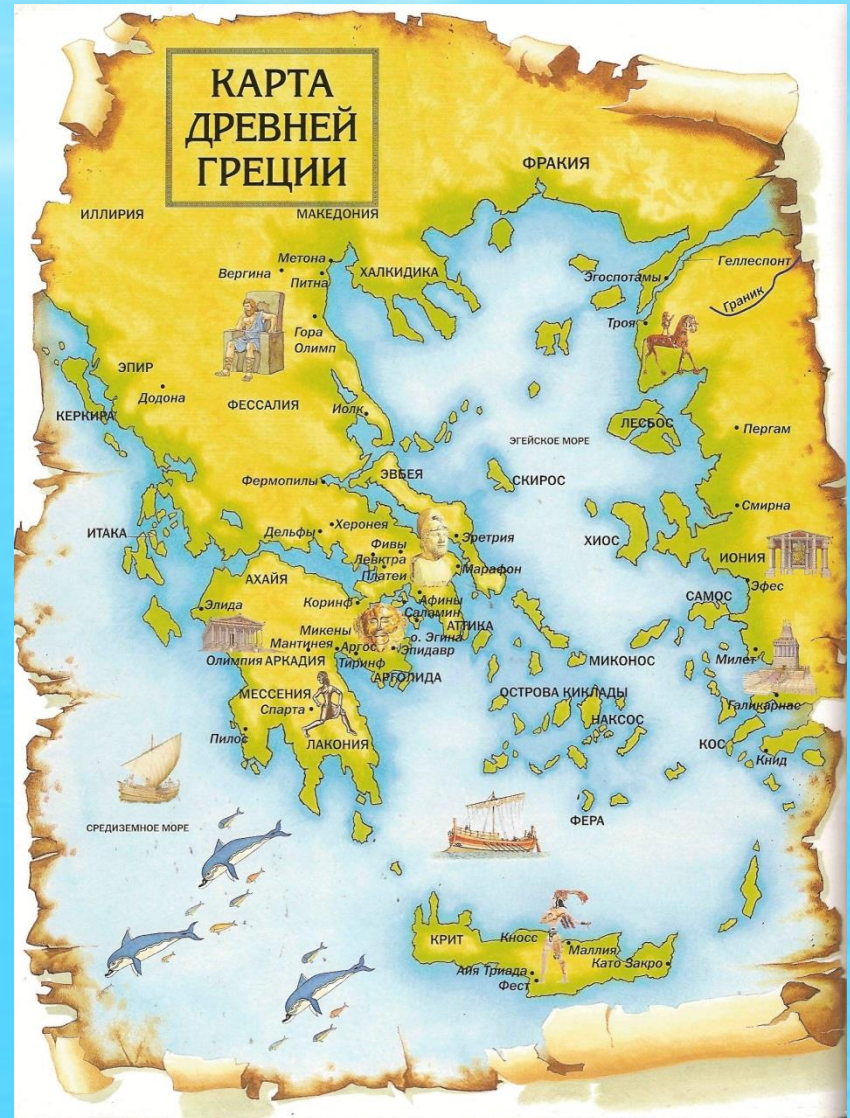 КАРТА
ДРЕВНЕЙ
ГРЕЦИИ
ФРАКИЯ
ИЛЛИРИЯ
МАКЕДОНИЯ
Метона
Вергина
Питна
ХАЛКИДИКА
Геллеспонт
Эгоспотамы
Граник
Троя
Гора
Олимп
ЭПИР
Додона
ФЕССАЛИЯ
Иолк
КЕРКИРА
ЛЕСБОС
Пергам
ЭГЕЙСКОЕ МОРЕ
Фермопилы
ЭВБЕЯ
СКИРОС
Смирна
ИТАКА
Дельфы
Херонея
Фивы
Левктра
Платеи
Эретрия
Марафон
ХИОС
ИОНИЯ
Эфес
АХАЙЯ
Элида
Коринф
Афины
Саламин
АТТИКА
САМОС
Микены
Мантинея
Аргос
о. Эгина
Эпидавр
Олимпия
АРКАДИЯ
Тиринф
АРГОЛИДА
МИКОНОС
Милет
МЕССЕНИЯ
Спарта
ОСТРОВА КИКЛАДЫ
НАКСОС
Галикарнас
Пилос
ЛАКОНИЯ
КОС
Книд
ФЕРА
СРЕДИЗЕМНОЕ МОРЕ
КРИТ
Кносс
Маллия
Като Закро
Айя Триада
Фест